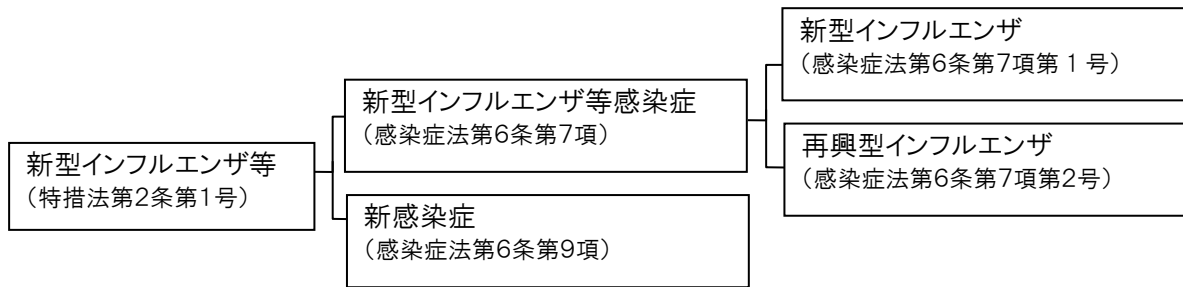 新型インフルエンザ等
(特措法第2条第1号)
新型インフルエンザ等感染症
(感染症法第6条第7項)
新感染症
(感染症法第6条第9項)
新型インフルエンザ
(感染症法第6条第7項第1号)
再興型インフルエンザ
(感染症法第6条第7項第2号)